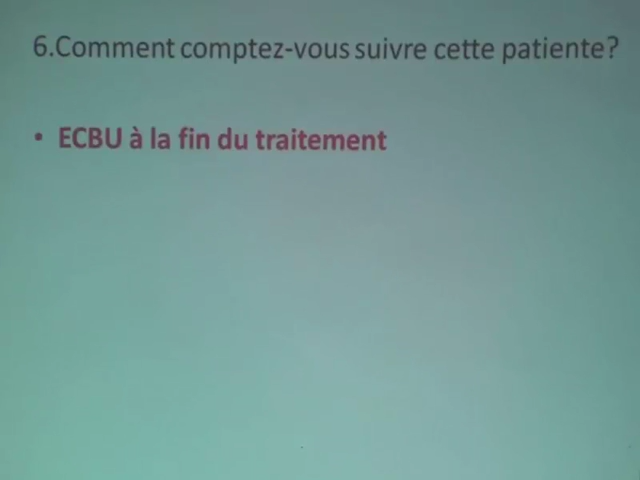 6.Comment comptez-vous suivre cette patiente?
• ECBU à la fin du traitement